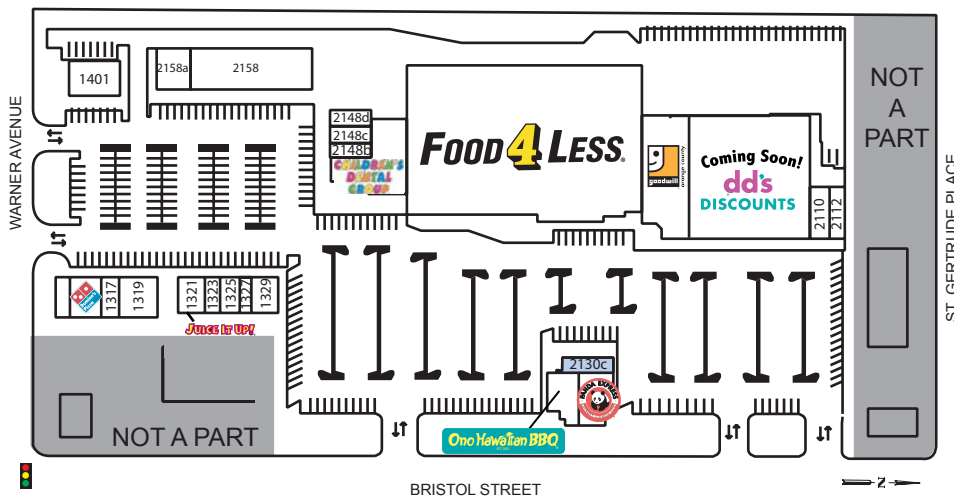 WARNER AVENUE
1401
2158a
2158
2148d
2148c
2148b
CHILDREN'S
DENTAL
GROUP
FOOD 4 LESS
goodwill
orange county
Coming Soon!
dd's
DISCOUNTS
2110
2112
NOT
A
PART
ST. GERTRUDE PLACE
1317
1319
1321
1323
1325
1327
1329
JUICE IT UP!
NOT A PART
2130c
PANDA EXPRESS
Ono Hawaiian BBQ
BRISTOL STREET
N